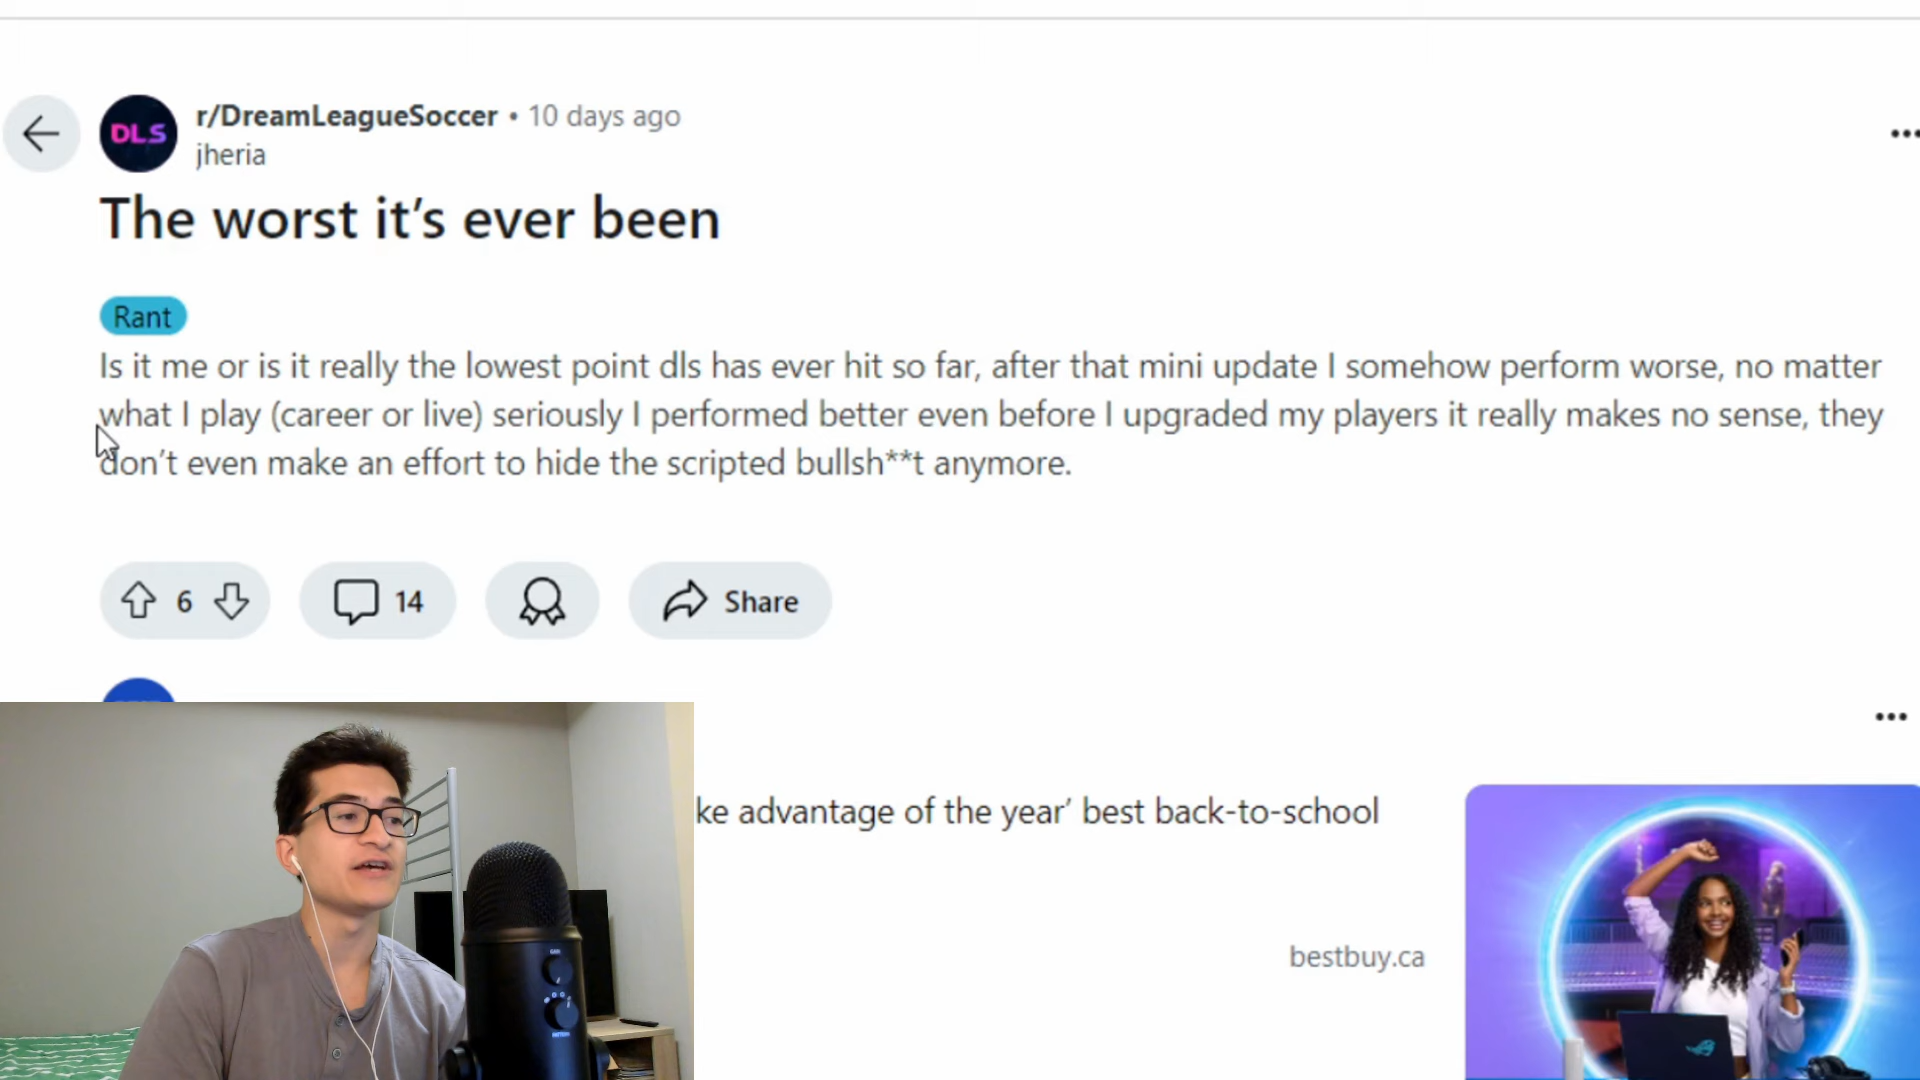 r/DreamLeagueSoccer • 10 days ago
DLS
jheria
The worst it's ever been
Rant
Is it me or is it really the lowest point dls has ever hit so far, after that mini update I somehow perform worse, no matter
what I play (career or live) seriously I performed better even before I upgraded my players it really makes no sense, they
don't even make an effort to hide the scripted bullsh**t anymore.
6
14
Share
ke advantage of the year' best back-to-school
bestbuy.ca